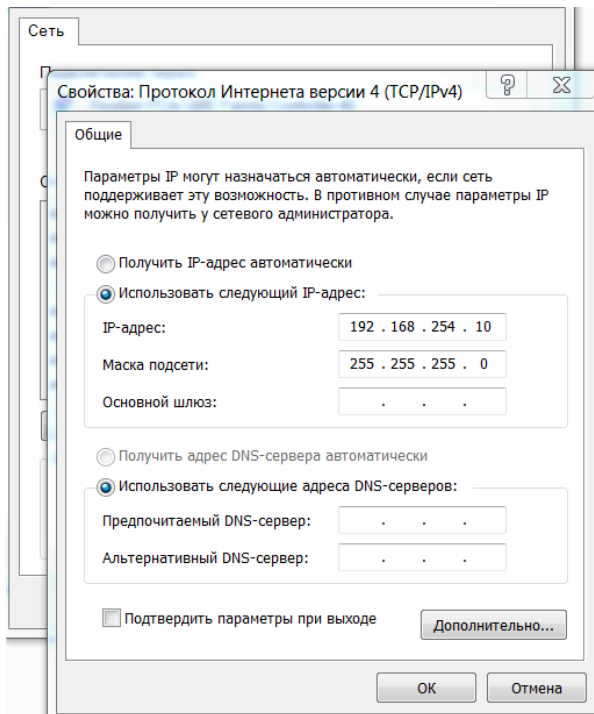 Сеть
Свойства: Протокол Интернета версии 4 (TCP/IPv4)
Общие
Параметры IP могут назначаться автоматически, если сеть
поддерживает эту возможность. В противном случае параметры IP
можно получить у сетевого администратора.
Получить IP-адрес автоматически
Использовать следующий IP-адрес:
IP-адрес: 192 . 168 . 254 . 10
Маска подсети: 255 . 255 . 255 . 0
Основной шлюз: . . .
Получить адрес DNS-сервера автоматически
Использовать следующие адреса DNS-серверов:
Предпочитаемый DNS-сервер: . . .
Альтернативный DNS-сервер: . . .
Подтвердить параметры при выходе
Дополнительно...
ОК Отмена